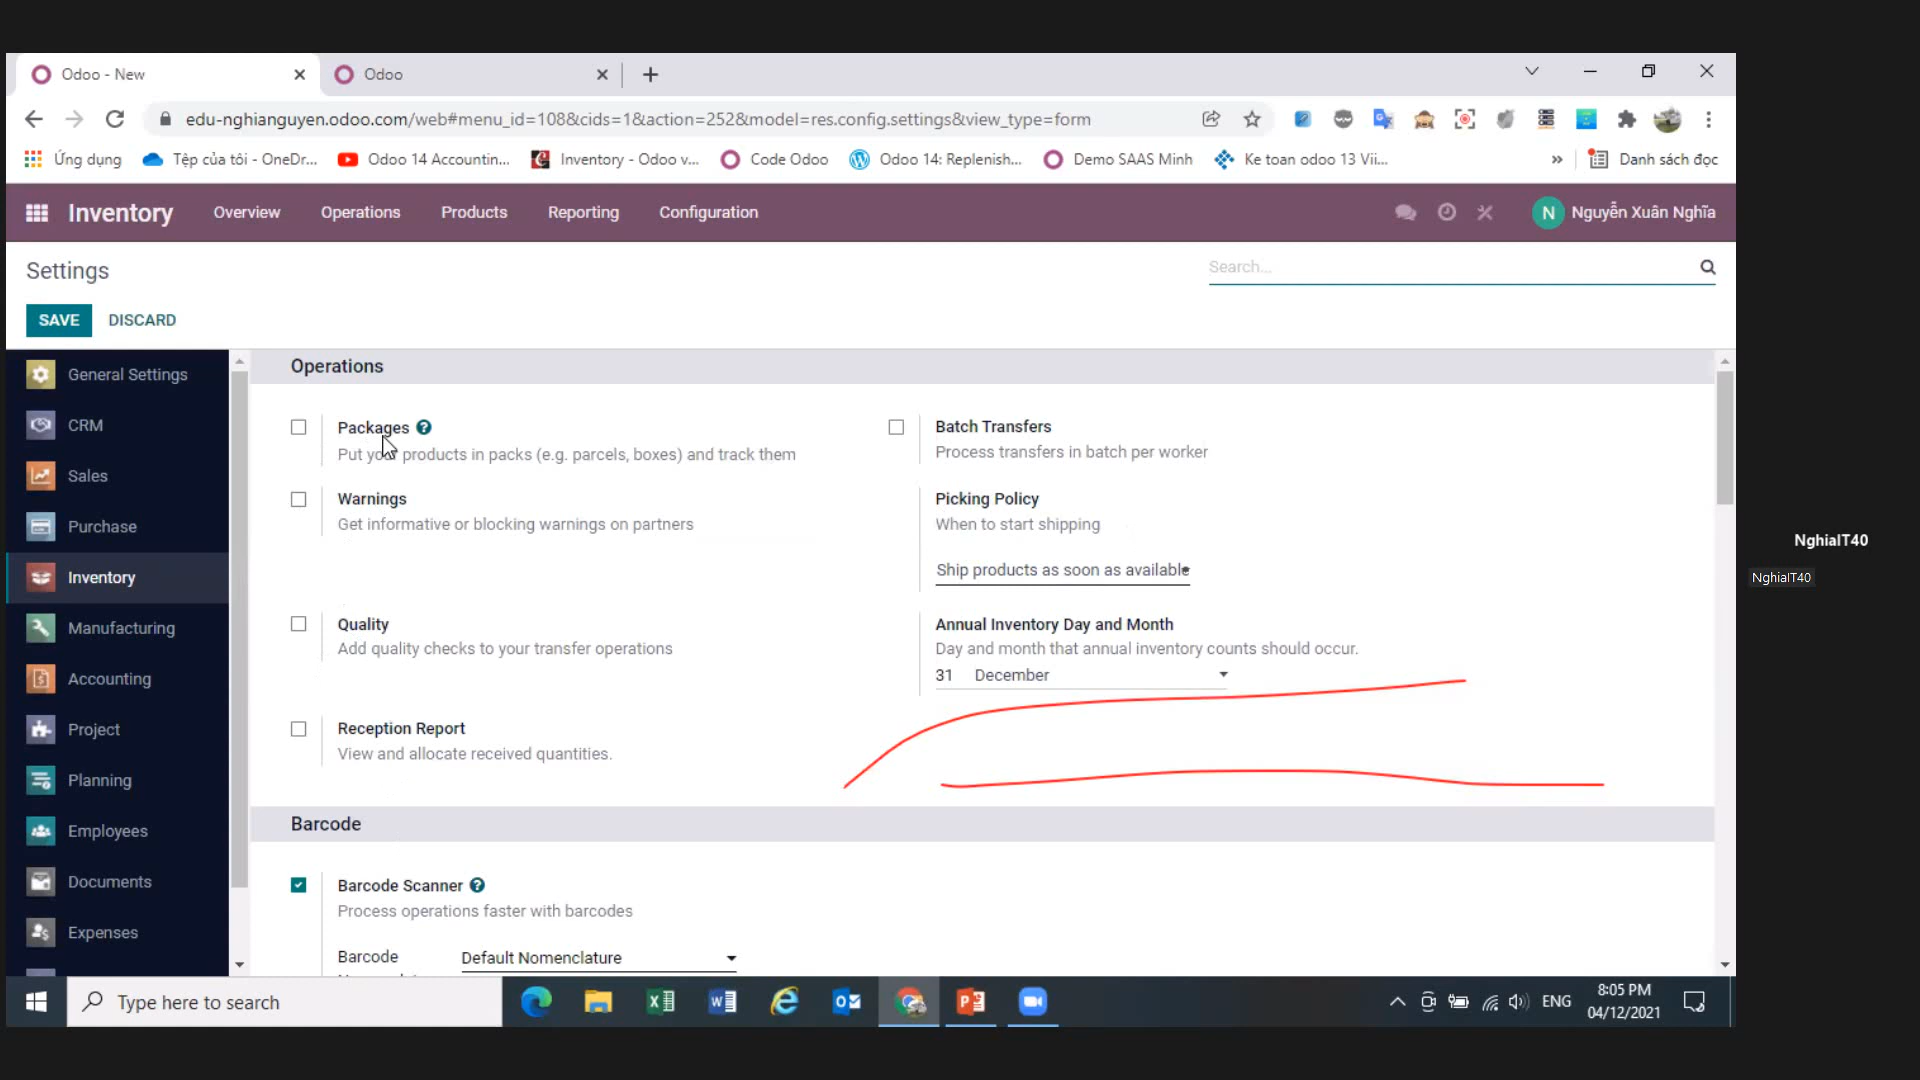 Odoo - New
Odoo
edu-nghianguyen.odoo.com/web#menu_id=108&cids=1&action=252&model=res.config.settings&view_type=form
Ứng dụng
Tệp của tôi - OneDr...
Odoo 14 Accountin...
Inventory - Odoo v...
Code Odoo
Odoo 14: Replenish...
Demo SAAS Minh
Ke toan odoo 13 Vii...
»
Danh sách đọc
Inventory
Overview
Operations
Products
Reporting
Configuration
N
Nguyễn Xuân Nghĩa
Settings
Search...
SAVE
DISCARD
General Settings
CRM
Sales
Purchase
Inventory
Manufacturing
Accounting
Project
Planning
Employees
Documents
Expenses
Operations
Packages
Put your products in packs (e.g. parcels, boxes) and track them
Batch Transfers
Process transfers in batch per worker
Warnings
Get informative or blocking warnings on partners
Picking Policy
When to start shipping
Ship products as soon as available
Quality
Add quality checks to your transfer operations
Annual Inventory Day and Month
Day and month that annual inventory counts should occur.
31 December
Reception Report
View and allocate received quantities.
Barcode
Barcode Scanner
Process operations faster with barcodes
Barcode
Default Nomenclature
NghiaIT40
NghiaIT40
Type here to search
ENG
8:05 PM
04/12/2021